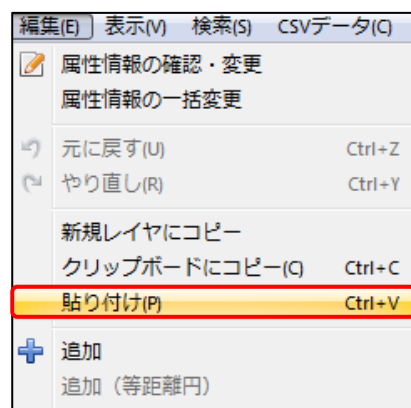 編集(E) 表示(V) 検索(S) CSVデータ(C)
属性情報の確認・変更
属性情報の一括変更
元に戻す(U) Ctrl+Z
やり直し(R) Ctrl+Y
新規レイヤにコピー
クリップボードにコピー(C) Ctrl+C
貼り付け(P) Ctrl+V
追加
追加（等距離円）